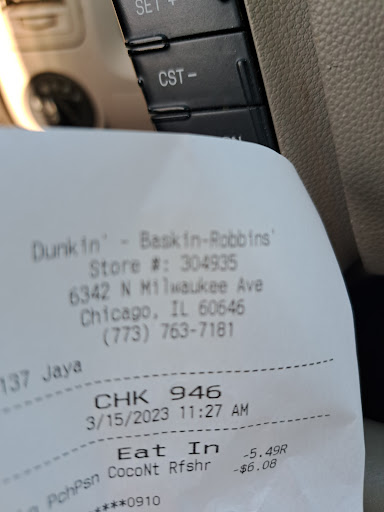 SET +
CST-
Dunkin' - Baskin-Robbins'
Store #: 304935
6342 N Milwaukee Ave
Chicago, IL 60646
(773) 763-7181
137 Jaya
CHK 946
3/15/2023 11:27 AM
Eat In
PchPsn CocoNt Rfshr -5.49R
-$6.08
****0910